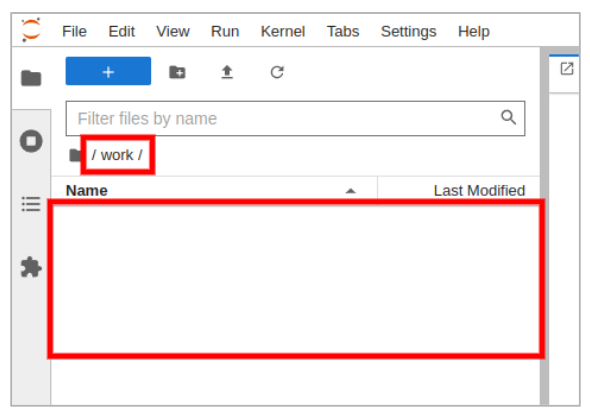 File Edit View Run Kernel Tabs Settings Help
+
Filter files by name
/ work /
Name Last Modified